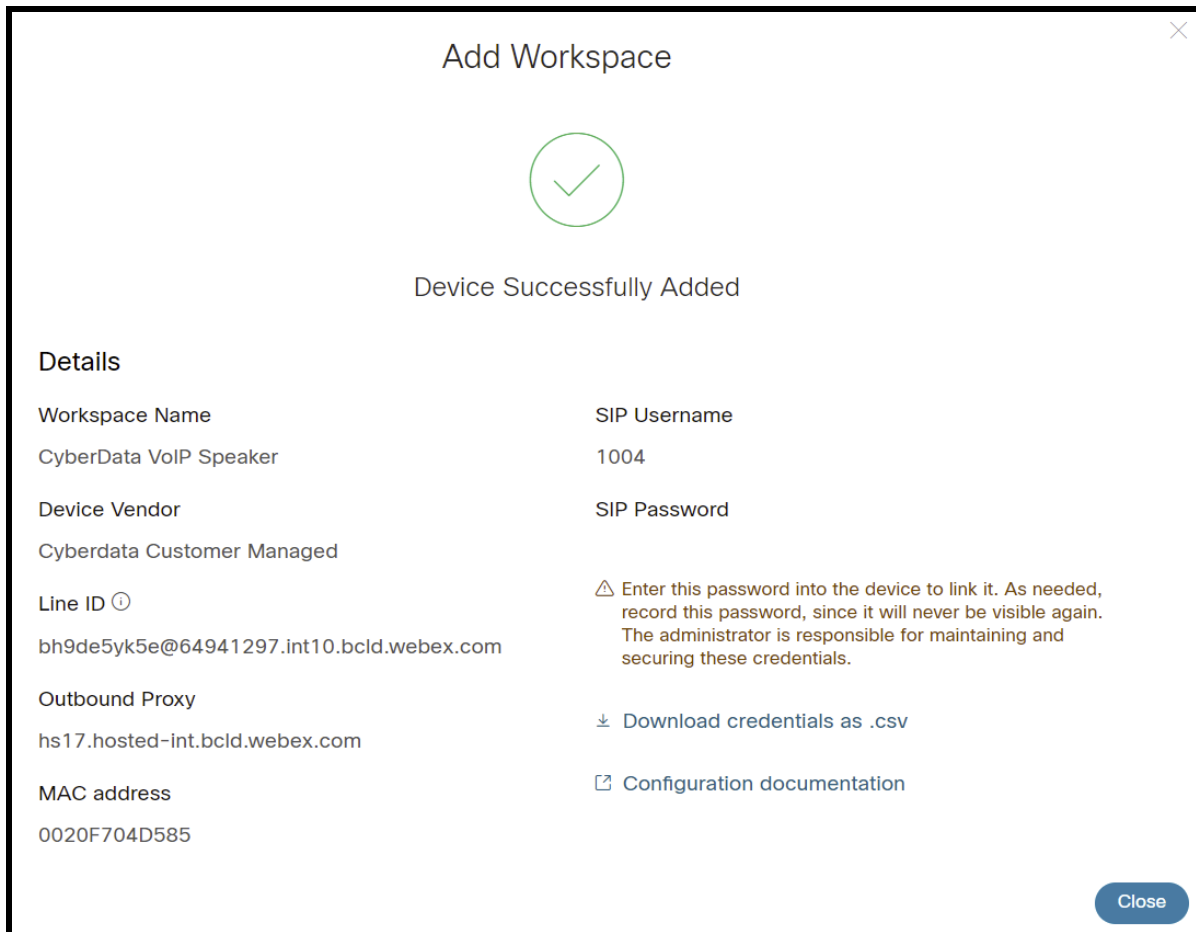 Add Workspace
Device Successfully Added
Details
Workspace Name
CyberData VoIP Speaker
Device Vendor
Cyberdata Customer Managed
Line ID
bh9de5yk5e@64941297.int10.bcld.webex.com
Outbound Proxy
hs17.hosted-int.bcld.webex.com
MAC address
0020F704D585
SIP Username
1004
SIP Password
Enter this password into the device to link it. As needed,
record this password, since it will never be visible again.
The administrator is responsible for maintaining and
securing these credentials.
Download credentials as .csv
Configuration documentation
Close